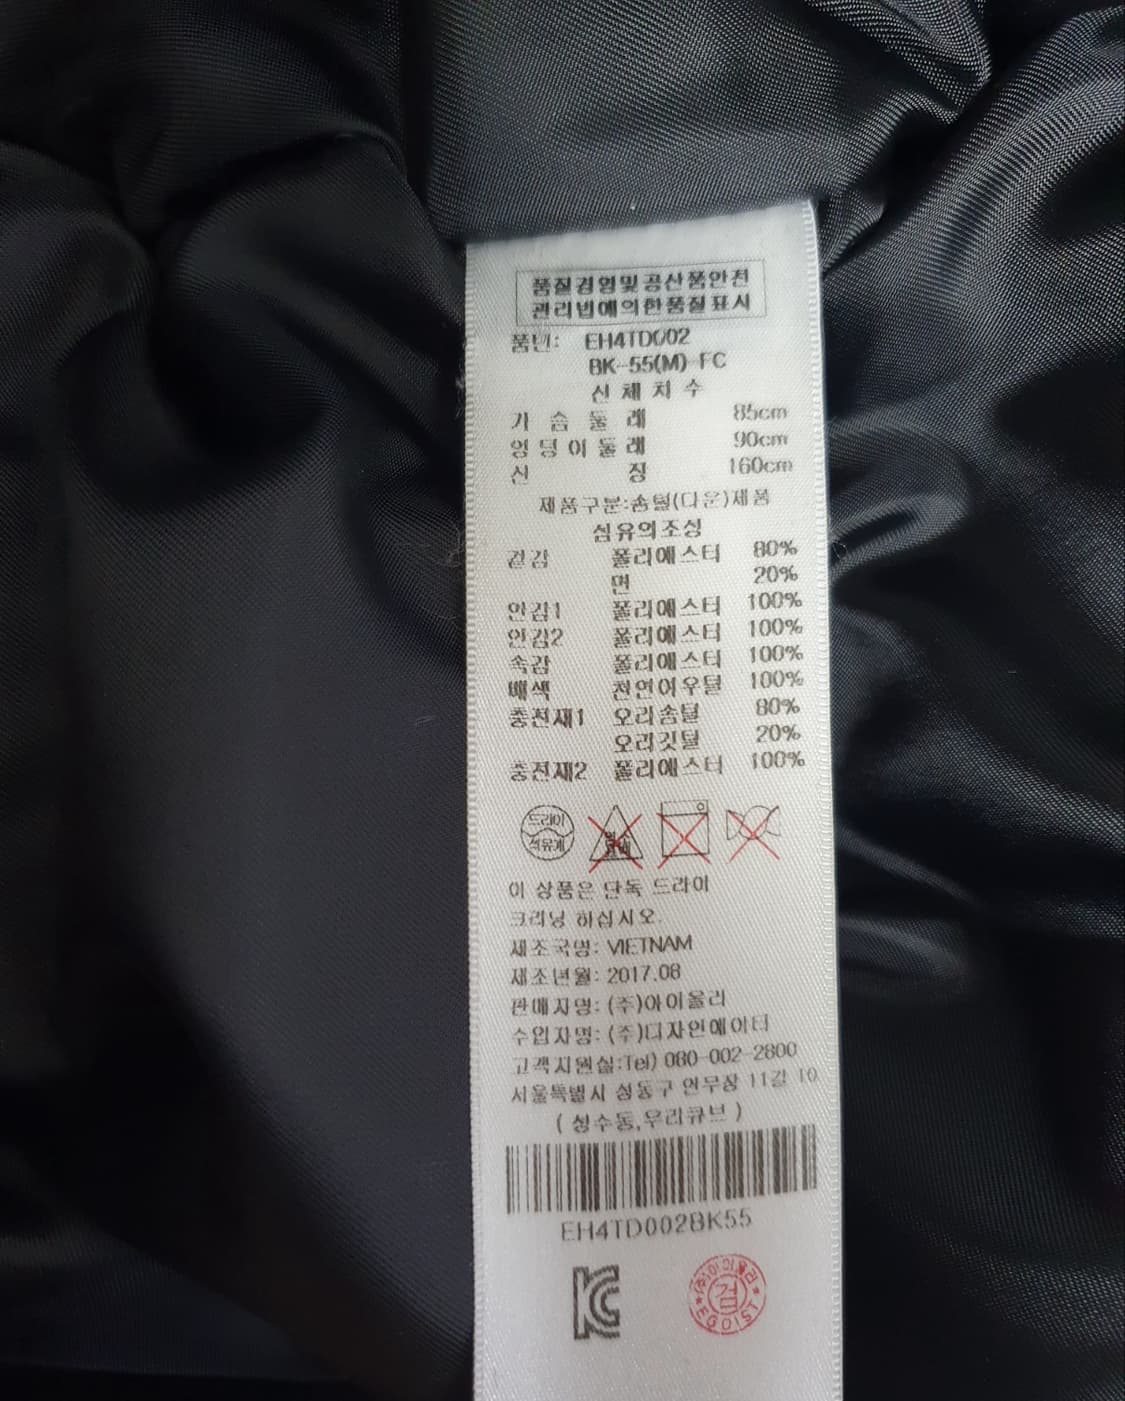 품질경영및공산품안전
관리법에의한품질표시
품번: EH4TD002
BK-55(M)-FC
신체치수
가슴둘레 85cm
엉덩이둘레 90cm
신장 160cm
제품구분:솜털(다운)제품
섬유의조성
겉감 폴리에스터 80%
면 20%
안감1 폴리에스터 100%
안감2 폴리에스터 100%
속감 폴리에스터 100%
배색 천연여우털 100%
충전재1 오리솜털 80%
오리깃털 20%
충전재2 폴리에스터 100%
드라이
석유계
이 상품은 단독 드라이
크리닝 하십시오.
제조국명: VIETNAM
제조년월: 2017.08
판매자명: (주)아이올리
수입자명: (주)디자인에이터
고객지원실:Tel) 080-002-2800
서울특별시 성동구 연무장 11길 10
(성수동,우리큐브)
EH4TD002BK55
KC
(주)아이올리
검
EGOIST